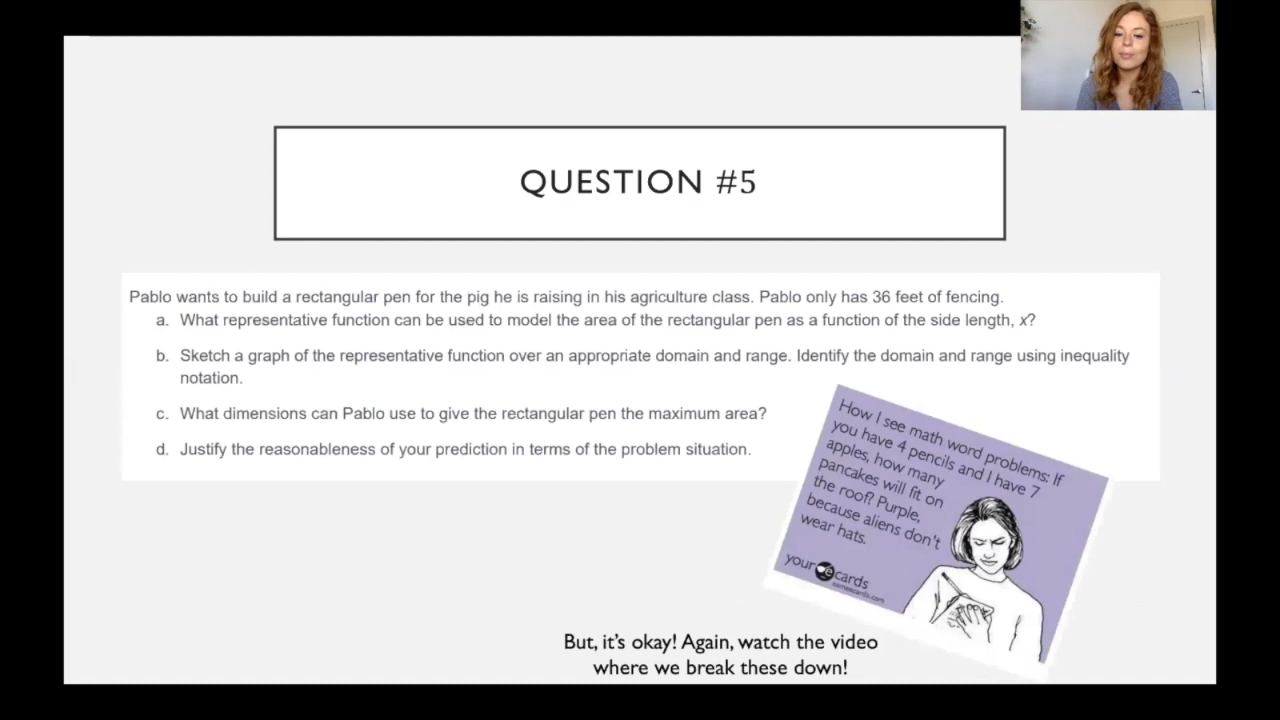 QUESTION #5
Pablo wants to build a rectangular pen for the pig he is raising in his agriculture class. Pablo only has 36 feet of fencing.
a. What representative function can be used to model the area of the rectangular pen as a function of the side length, x?
b. Sketch a graph of the representative function over an appropriate domain and range. Identify the domain and range using inequality
notation.
c. What dimensions can Pablo use to give the rectangular pen the maximum area?
d. Justify the reasonableness of your prediction in terms of the problem situation.
How I see math word problems: If
you have 4 pencils and I have 7
apples, how many
pancakes will fit on
the roof? Purple,
because aliens don't
wear hats.
your e cards
someecards.com
But, it's okay! Again, watch the video
where we break these down!